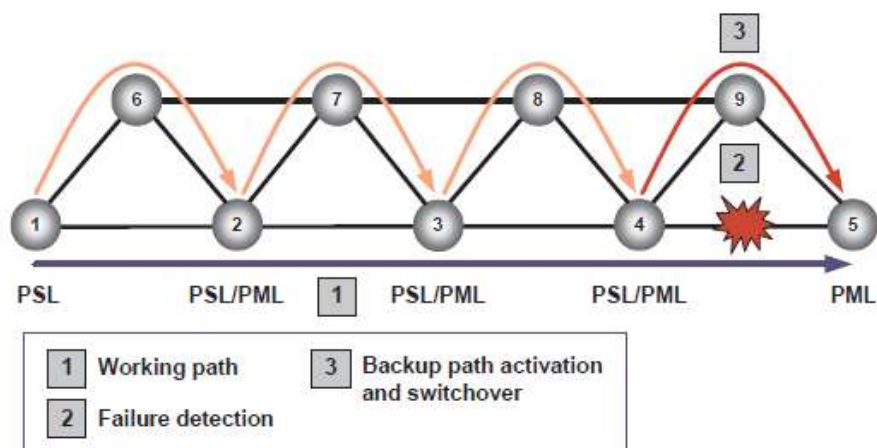 3
6
7
8
9
2
1
2
3
4
5
PSL
PSL/PML
1
PSL/PML
PSL/PML
PML
1 Working path
3 Backup path activation
and switchover
2 Failure detection